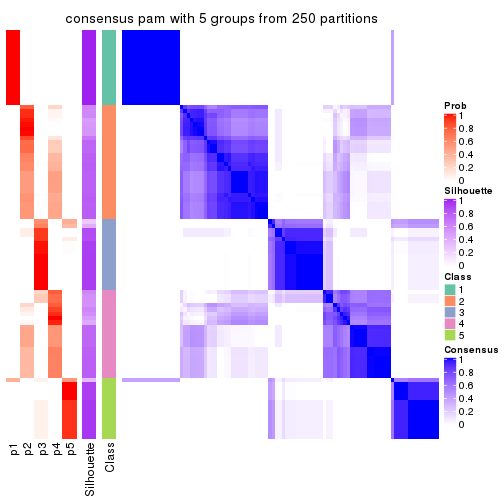 consensus pam with 5 groups from 250 partitions
Prob
1
0.8
0.6
0.4
0.2
0
Silhouette
1
0.8
0.6
0.4
0.2
0
Class
1
2
3
4
5
Consensus
1
0.8
0.6
0.4
0.2
0
p1
p2
p3
p4
p5
Silhouette
Class